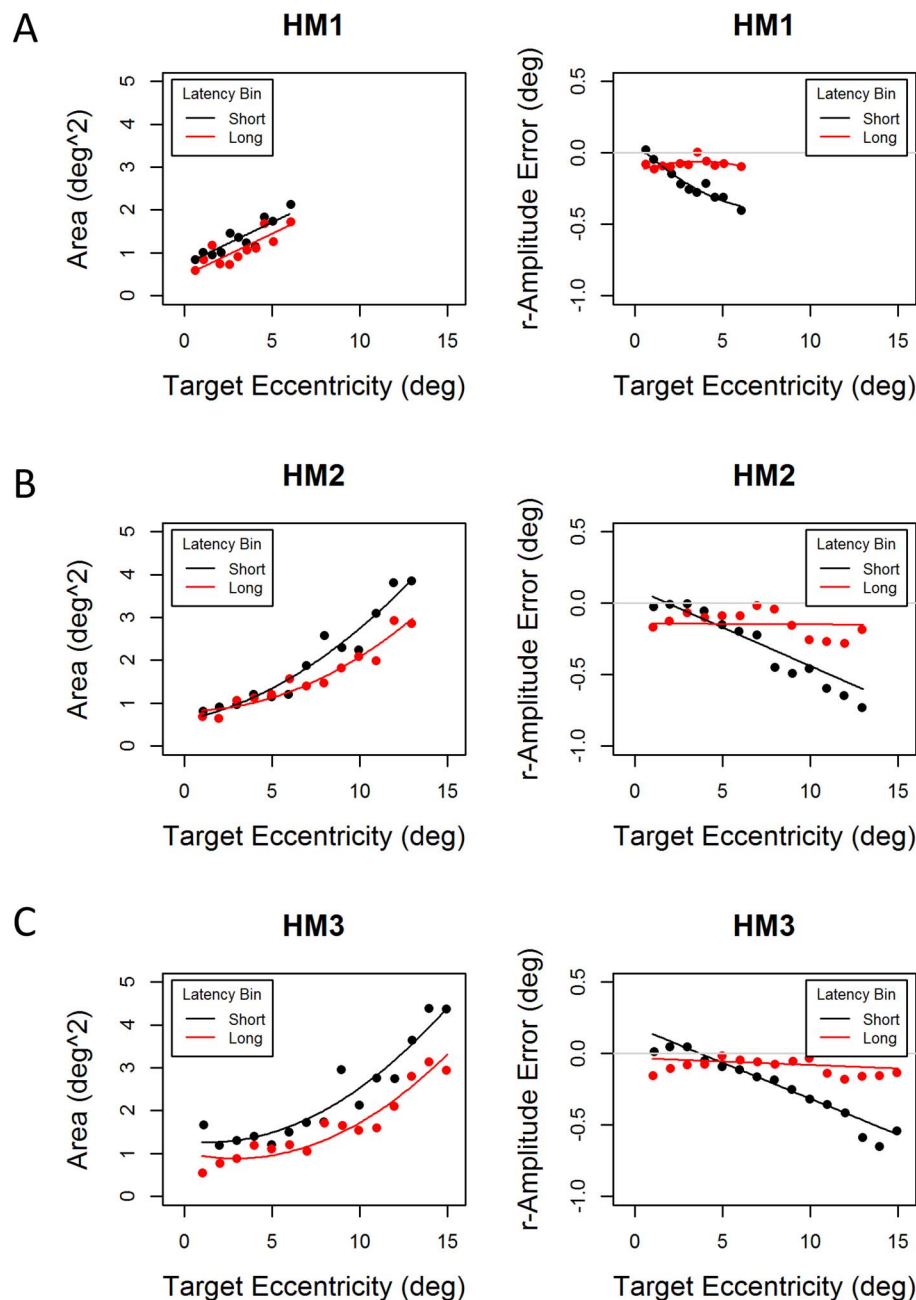 A
HM1
HM1
Area (deg^2)
0 1 2 3 4 5
Latency Bin
Short
Long
0 5 10 15
Target Eccentricity (deg)
r-Amplitude Error (deg)
-1.0 -0.5 0.0 0.5
Latency Bin
Short
Long
0 5 10 15
Target Eccentricity (deg)
B
HM2
HM2
Area (deg^2)
0 1 2 3 4 5
Latency Bin
Short
Long
0 5 10 15
Target Eccentricity (deg)
r-Amplitude Error (deg)
-1.0 -0.5 0.0 0.5
Latency Bin
Short
Long
0 5 10 15
Target Eccentricity (deg)
C
HM3
HM3
Area (deg^2)
0 1 2 3 4 5
Latency Bin
Short
Long
0 5 10 15
Target Eccentricity (deg)
r-Amplitude Error (deg)
-1.0 -0.5 0.0 0.5
Latency Bin
Short
Long
0 5 10 15
Target Eccentricity (deg)